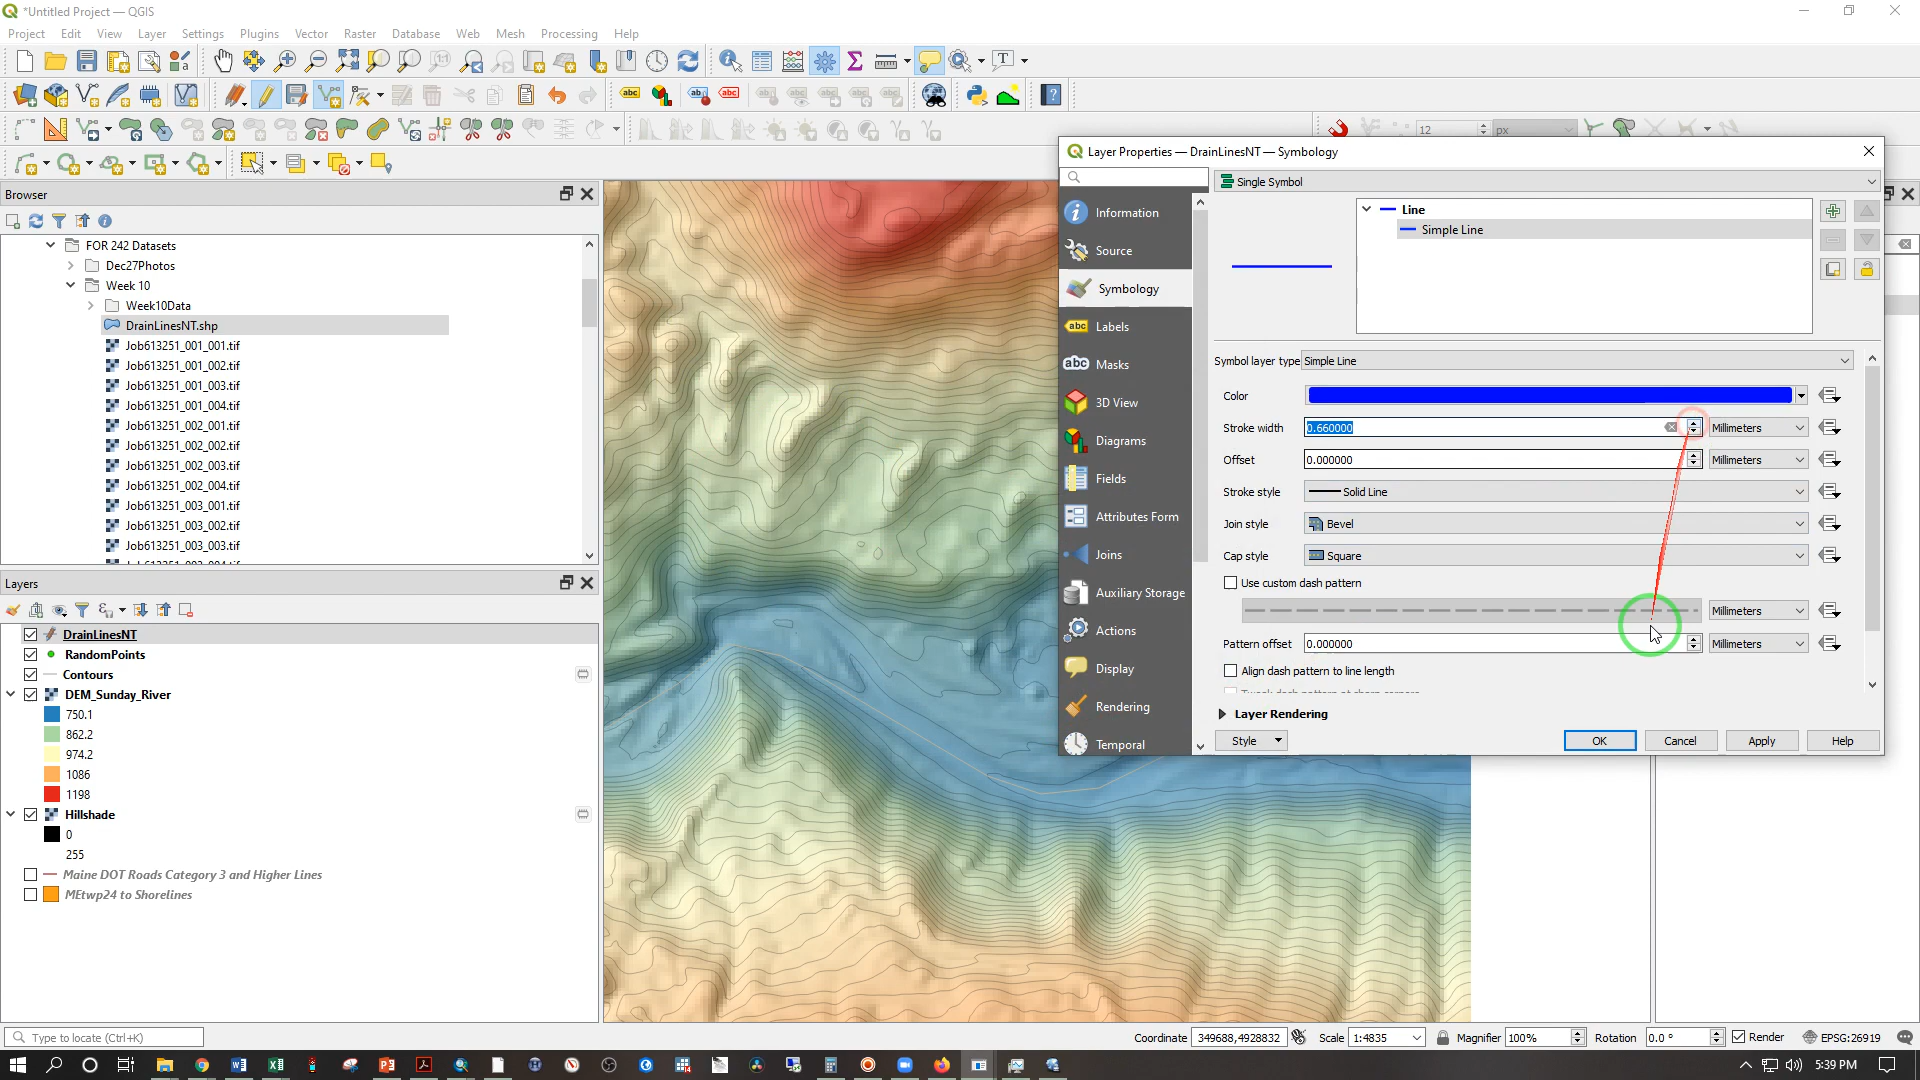 *Untitled Project — QGIS
Project Edit View Layer Settings Plugins Vector Raster Database Web Mesh Processing Help
12 px
Browser
FOR 242 Datasets
Dec27Photos
Week 10
Week10Data
DrainLinesNT.shp
Job613251_001_001.tif
Job613251_001_002.tif
Job613251_001_003.tif
Job613251_001_004.tif
Job613251_002_001.tif
Job613251_002_002.tif
Job613251_002_003.tif
Job613251_002_004.tif
Job613251_003_001.tif
Job613251_003_002.tif
Job613251_003_003.tif
Layers
DrainLinesNT
RandomPoints
Contours
DEM_Sunday_River
750.1
862.2
974.2
1086
1198
Hillshade
0
255
Maine DOT Roads Category 3 and Higher Lines
MEtwp24 to Shorelines
Layer Properties — DrainLinesNT — Symbology
Information
Source
Symbology
abc Labels
abc Masks
3D View
Diagrams
Fields
Attributes Form
Joins
Auxiliary Storage
Actions
Display
Rendering
Temporal
Single Symbol
Line
Simple Line
Symbol layer type Simple Line
Color
Stroke width 0.660000 Millimeters
Offset 0.000000 Millimeters
Stroke style Solid Line
Join style Bevel
Cap style Square
Use custom dash pattern
Millimeters
Pattern offset 0.000000 Millimeters
Align dash pattern to line length
Layer Rendering
Style OK Cancel Apply Help
Type to locate (Ctrl+K) Coordinate 349688,4928832 Scale 1:4835 Magnifier 100% Rotation 0.0 ° Render EPSG:26919
5:39 PM